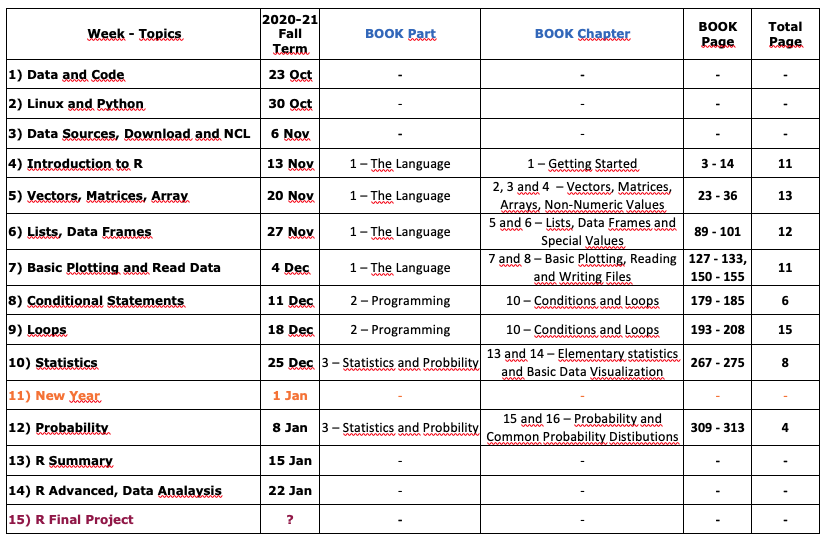 Week - Topics 2020-21 Fall Term BOOK Part BOOK Chapter BOOK Page Total Page
1) Data and Code 23 Oct - - - -
2) Linux and Python 30 Oct - - - -
3) Data Sources, Download and NCL 6 Nov - - - -
4) Introduction to R 13 Nov 1 – The Language 1 – Getting Started 3 - 14 11
5) Vectors, Matrices, Array 20 Nov 1 – The Language 2, 3 and 4 – Vectors, Matrices, Arrays, Non-Numeric Values 23 - 36 13
6) Lists, Data Frames 27 Nov 1 – The Language 5 and 6 – Lists, Data Frames and Special Values 89 - 101 12
7) Basic Plotting and Read Data 4 Dec 1 – The Language 7 and 8 – Basic Plotting, Reading and Writing Files 127 - 133, 150 - 155 11
8) Conditional Statements 11 Dec 2 – Programming 10 – Conditions and Loops 179 - 185 6
9) Loops 18 Dec 2 – Programming 10 – Conditions and Loops 193 - 208 15
10) Statistics 25 Dec 3 – Statistics and Probbility 13 and 14 – Elementary statistics and Basic Data Visualization 267 - 275 8
11) New Year 1 Jan - - - -
12) Probability 8 Jan 3 – Statistics and Probbility 15 and 16 – Probability and Common Probability Distibutions 309 - 313 4
13) R Summary 15 Jan - - - -
14) R Advanced, Data Analaysis 22 Jan - - - -
15) R Final Project ? - - - -